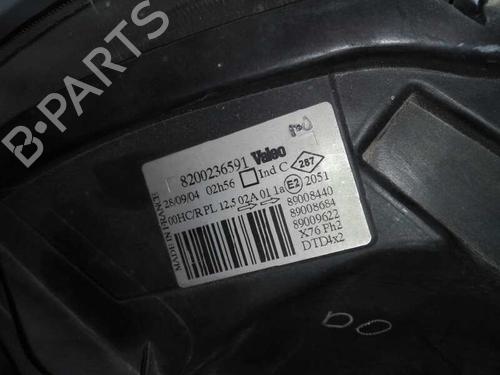 B-PARTS
8200236591 Valeo
28/09/04 02h56 Ind C 287
00HC/R PL 12.5 02A 01 1a E2 2051
89008440
89008684
89009622
X76 Ph2
DTD4x2
MADE IN FRANCE